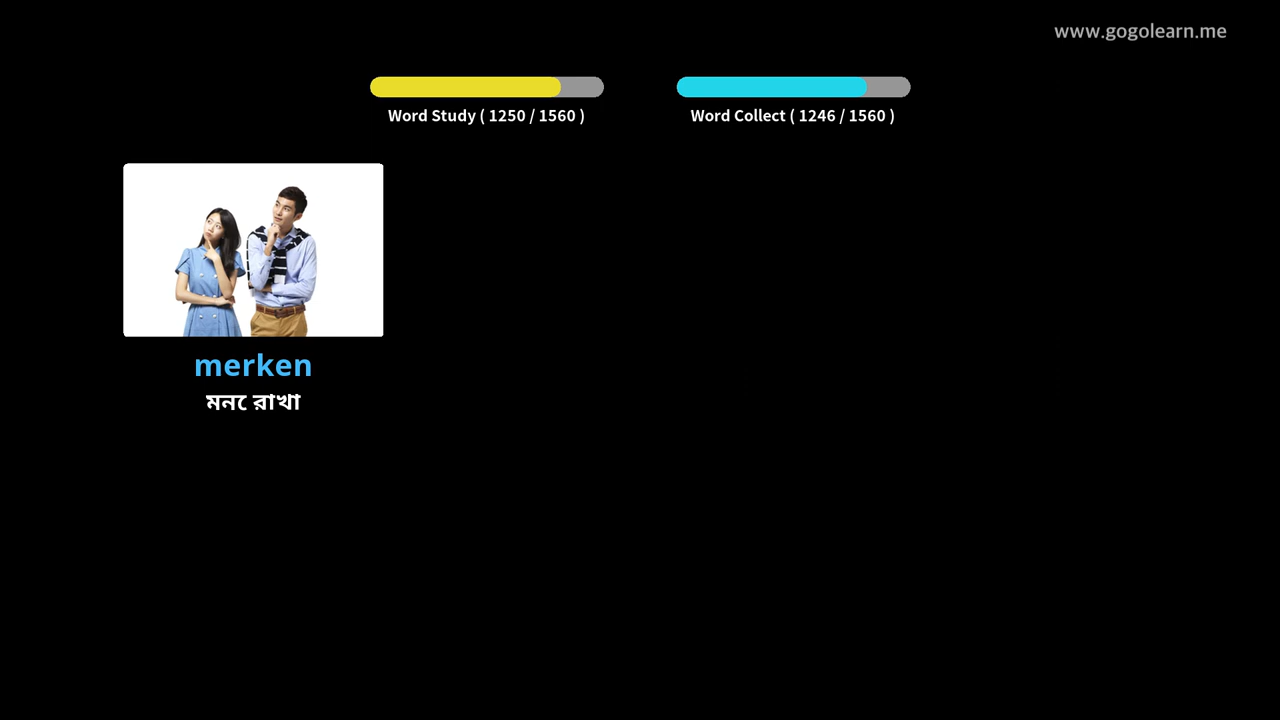 www.gogolearn.me
Word Study ( 1250 / 1560 )
Word Collect ( 1246 / 1560 )
merken
মনে রাখা